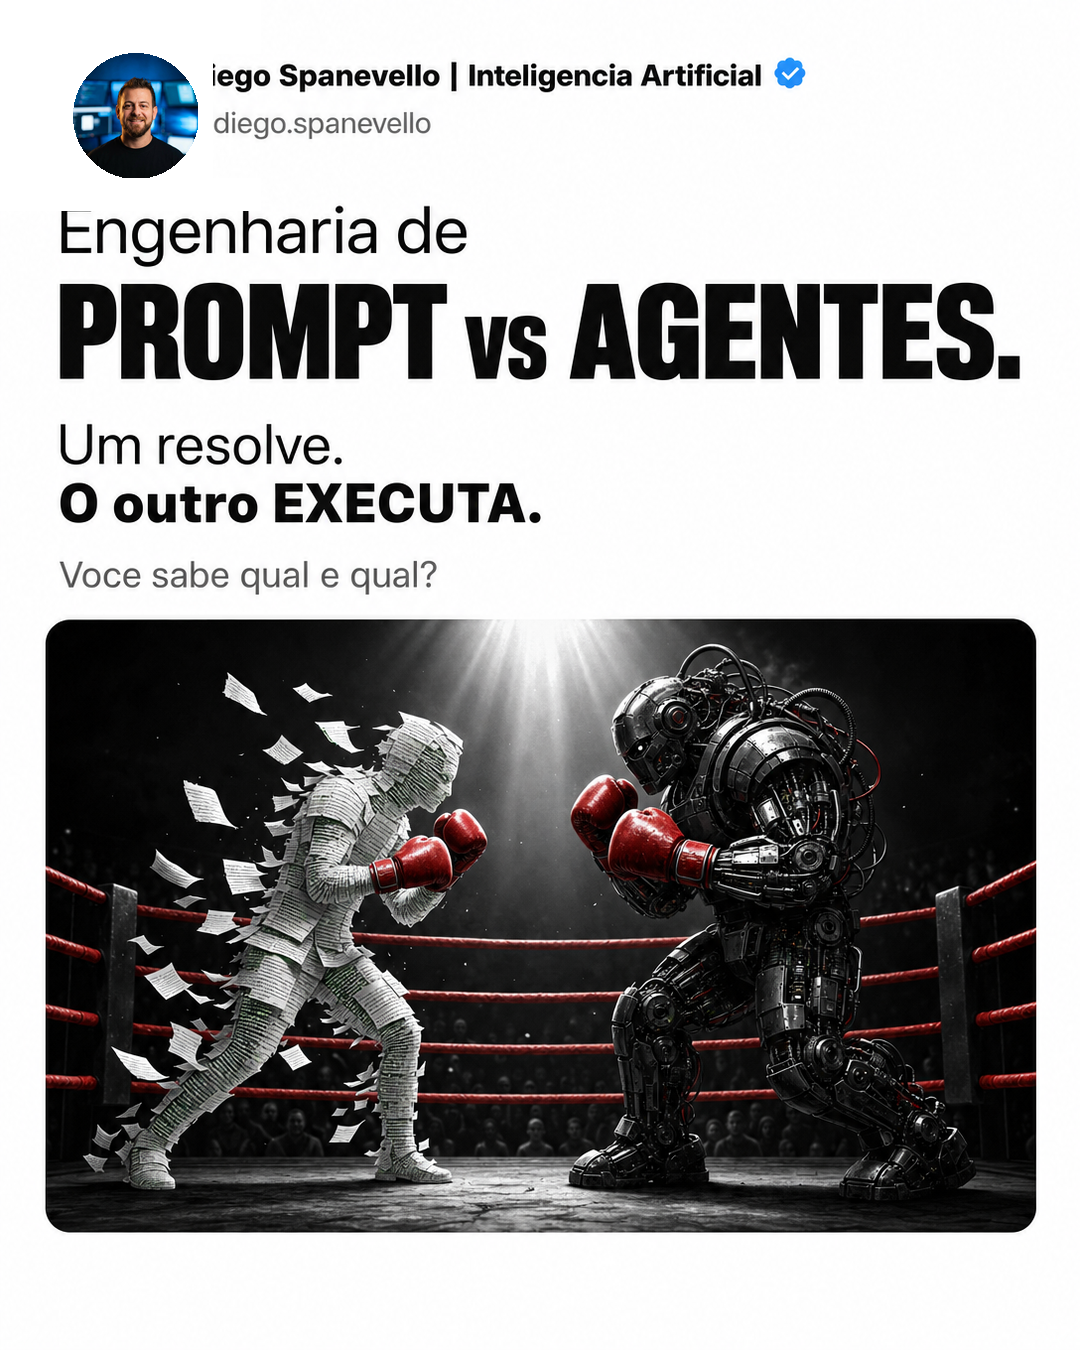 iego Spanevello | Inteligencia Artificial
diego.spanevello
Engenharia de
PROMPT vs AGENTES.
Um resolve.
O outro EXECUTA.
Voce sabe qual e qual?